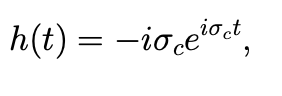 h(t) = −iσ_c e^{iσ_c t},